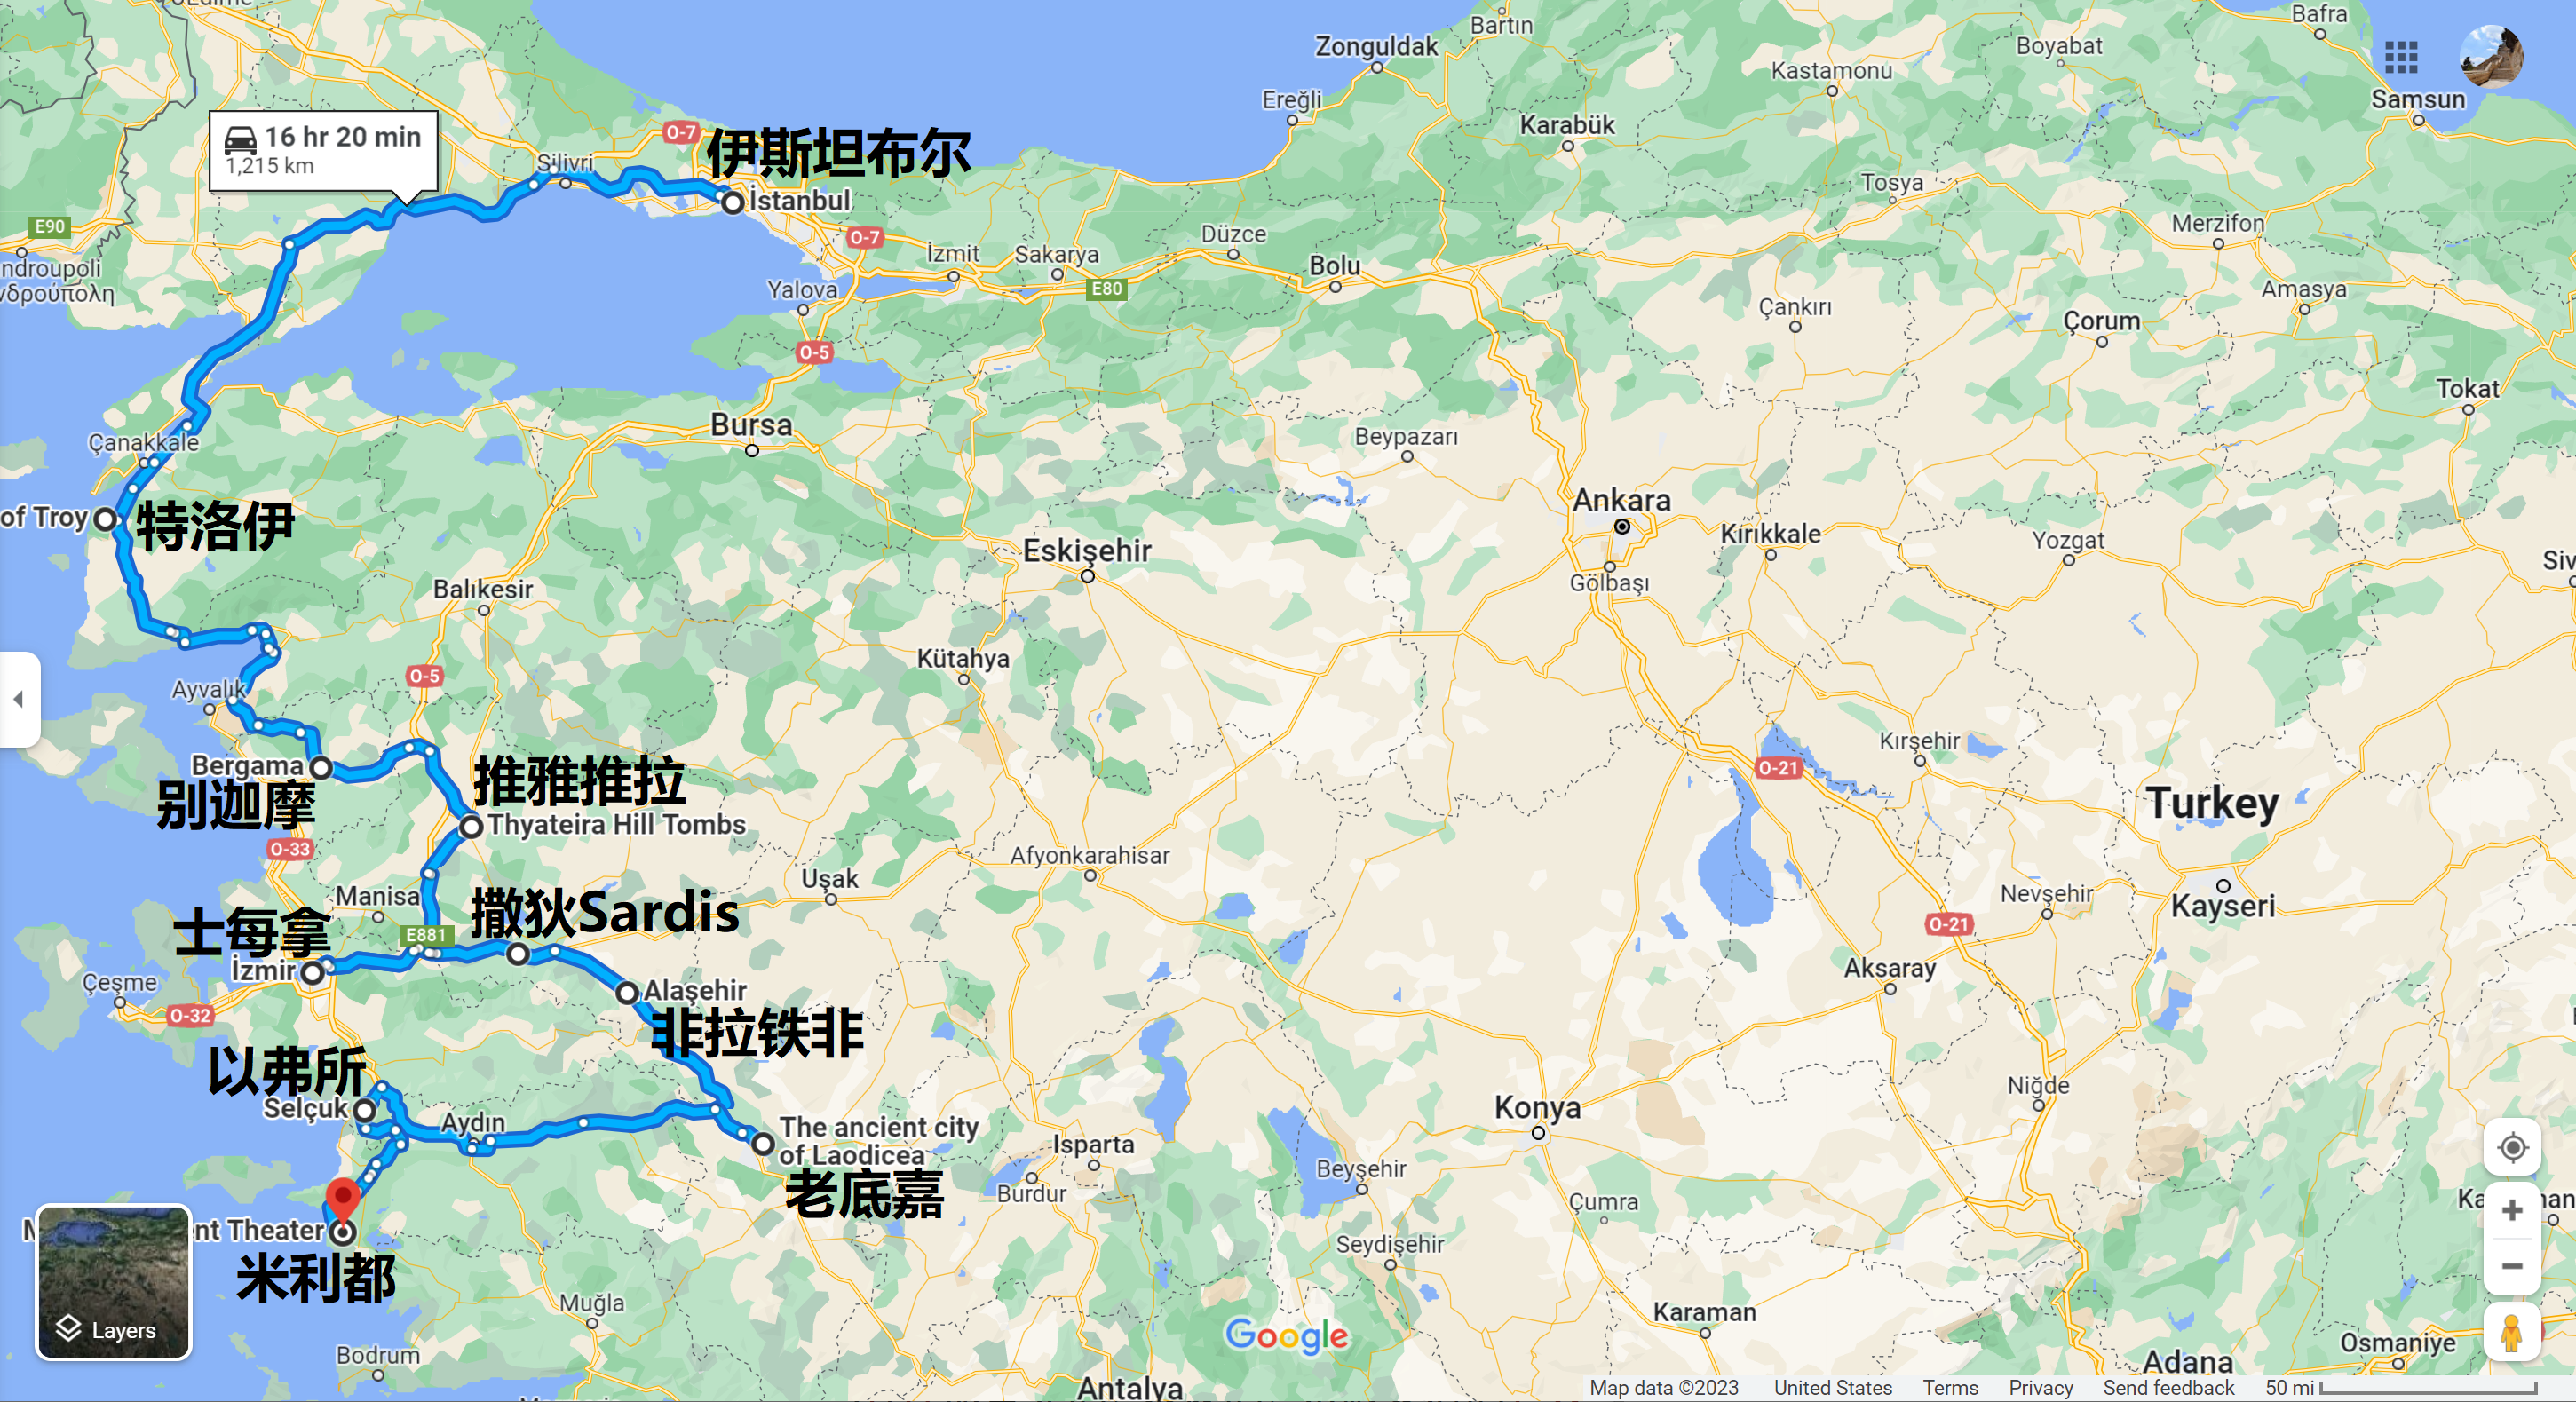 Bartın
Bafra
Zonguldak
Boyabat
Kastamonu
Ereğli
Samsun
Karabük
16 hr 20 min
1,215 km
O-7
伊斯坦布尔
Silivri
İstanbul
Tosya
E90
O-7
Merzifon
Düzce
İzmit
Sakarya
Bolu
ndroupoli
νδρούπολη
Yalova
E80
Amasya
Çankırı
Çorum
O-5
Tokat
Bursa
Beypazarı
Çanakkale
Ankara
of Troy
特洛伊
Kırıkkale
Yozgat
Eskişehir
Siv
Gölbaşı
Balıkesir
Kütahya
O-5
Ayvalık
Kırşehir
Bergama
别迦摩
推雅推拉
Thyateira Hill Tombs
O-21
Turkey
O-33
Afyonkarahisar
Uşak
Manisa
Nevşehir
Kayseri
撒狄Sardis
O-21
士每拿
E881
İzmir
Aksaray
Çeşme
Alaşehir
O-32
非拉铁非
以弗所
Niğde
Selçuk
Konya
Aydın
The ancient city
of Laodicea
老底嘉
Isparta
Beyşehir
Burdur
Çumra
M
nt Theater
米利都
Seydişehir
Muğla
Karaman
Layers
Google
Osmaniye
Bodrum
Adana
Antalya
Map data ©2023
United States
Terms
Privacy
Send feedback
50 mi